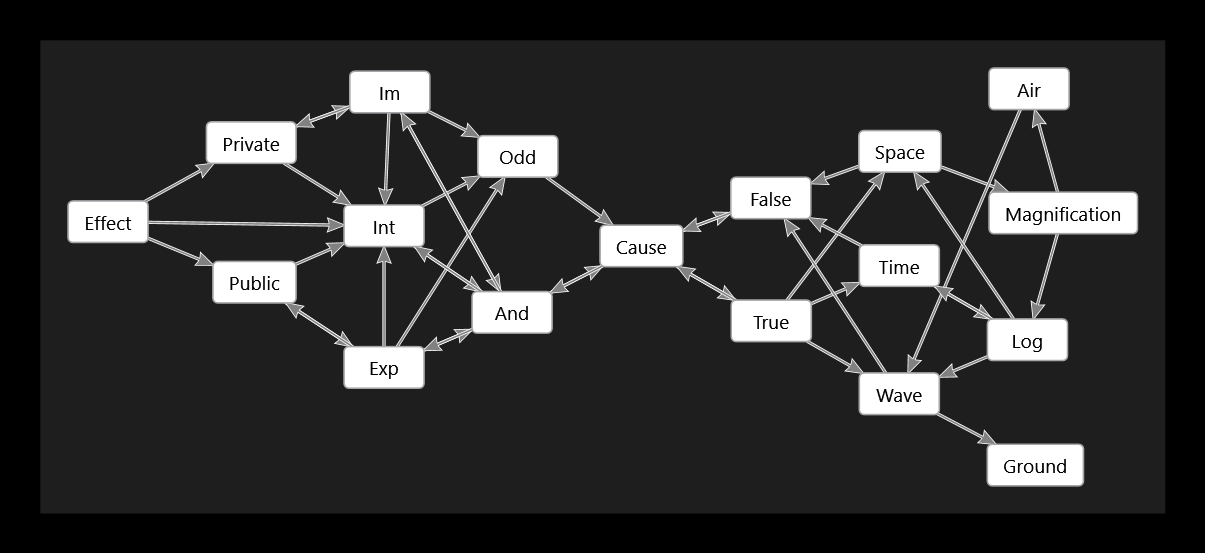 Im
Air
Private
Space
Odd
False
Magnification
Effect
Int
Cause
Time
Public
And
True
Log
Exp
Wave
Ground